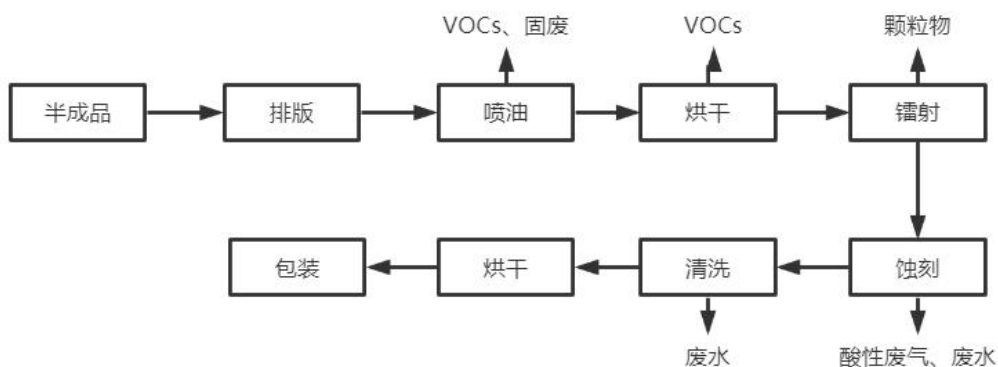 VOCs、固废
VOCs
颗粒物
半成品
排版
喷油
烘干
镭射
包装
烘干
清洗
蚀刻
废水
酸性废气、废水